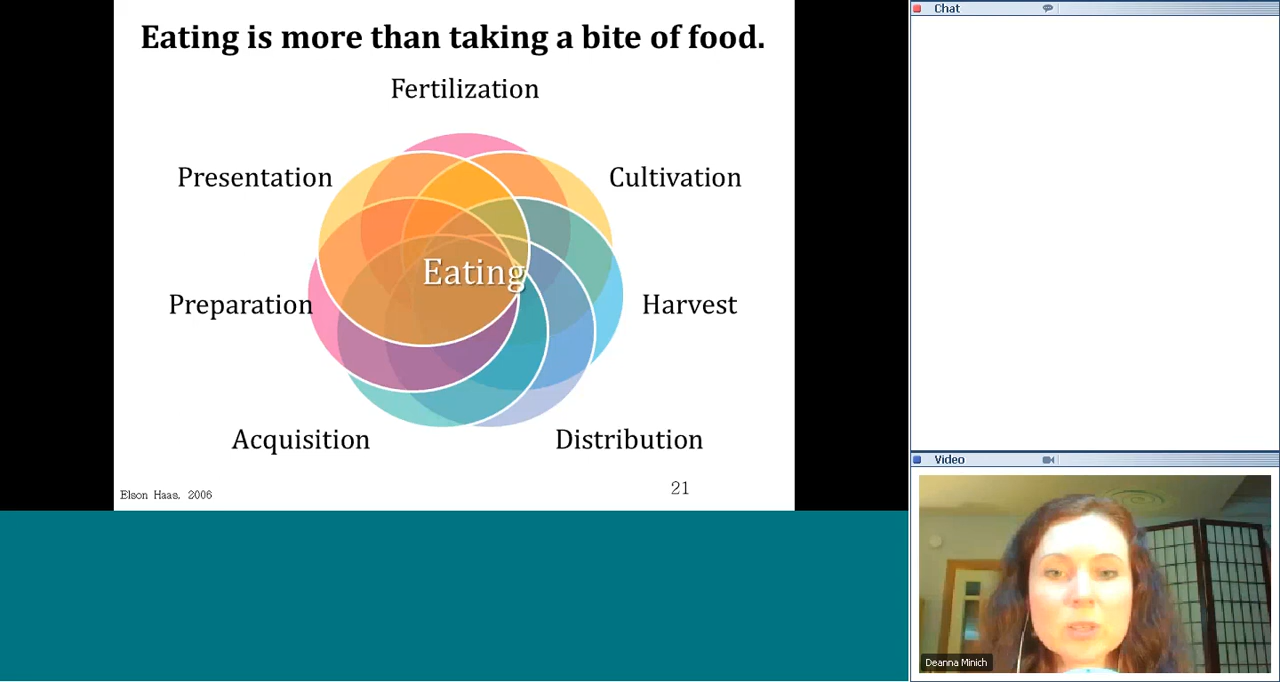 Eating is more than taking a bite of food.
Fertilization
Presentation
Cultivation
Eating
Preparation
Harvest
Acquisition
Distribution
Elson Haas, 2006
21
Chat
Video
Deanna Minich